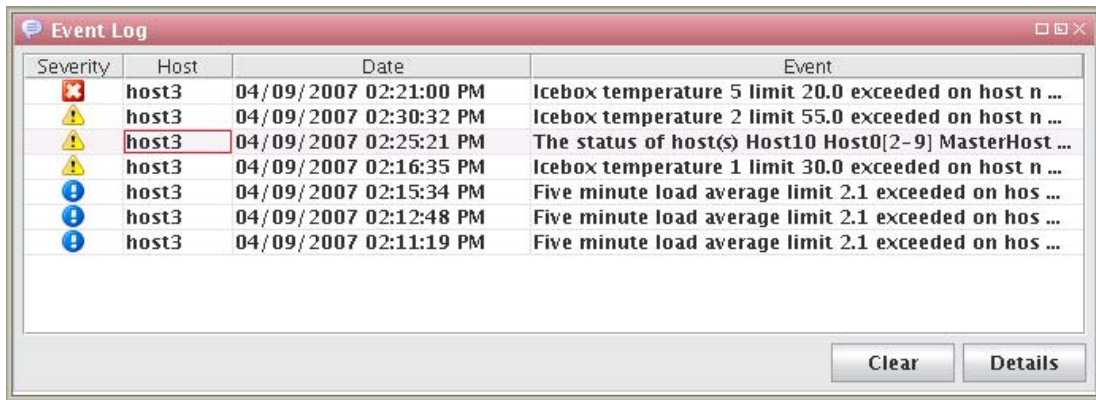 Event Log
Severity Host Date Event
host3 04/09/2007 02:21:00 PM Icebox temperature 5 limit 20.0 exceeded on host n ...
host3 04/09/2007 02:30:32 PM Icebox temperature 2 limit 55.0 exceeded on host n ...
host3 04/09/2007 02:25:21 PM The status of host(s) Host10 Host0[2-9] MasterHost ...
host3 04/09/2007 02:16:35 PM Icebox temperature 1 limit 30.0 exceeded on host n ...
host3 04/09/2007 02:15:34 PM Five minute load average limit 2.1 exceeded on hos ...
host3 04/09/2007 02:12:48 PM Five minute load average limit 2.1 exceeded on hos ...
host3 04/09/2007 02:11:19 PM Five minute load average limit 2.1 exceeded on hos ...
Clear Details